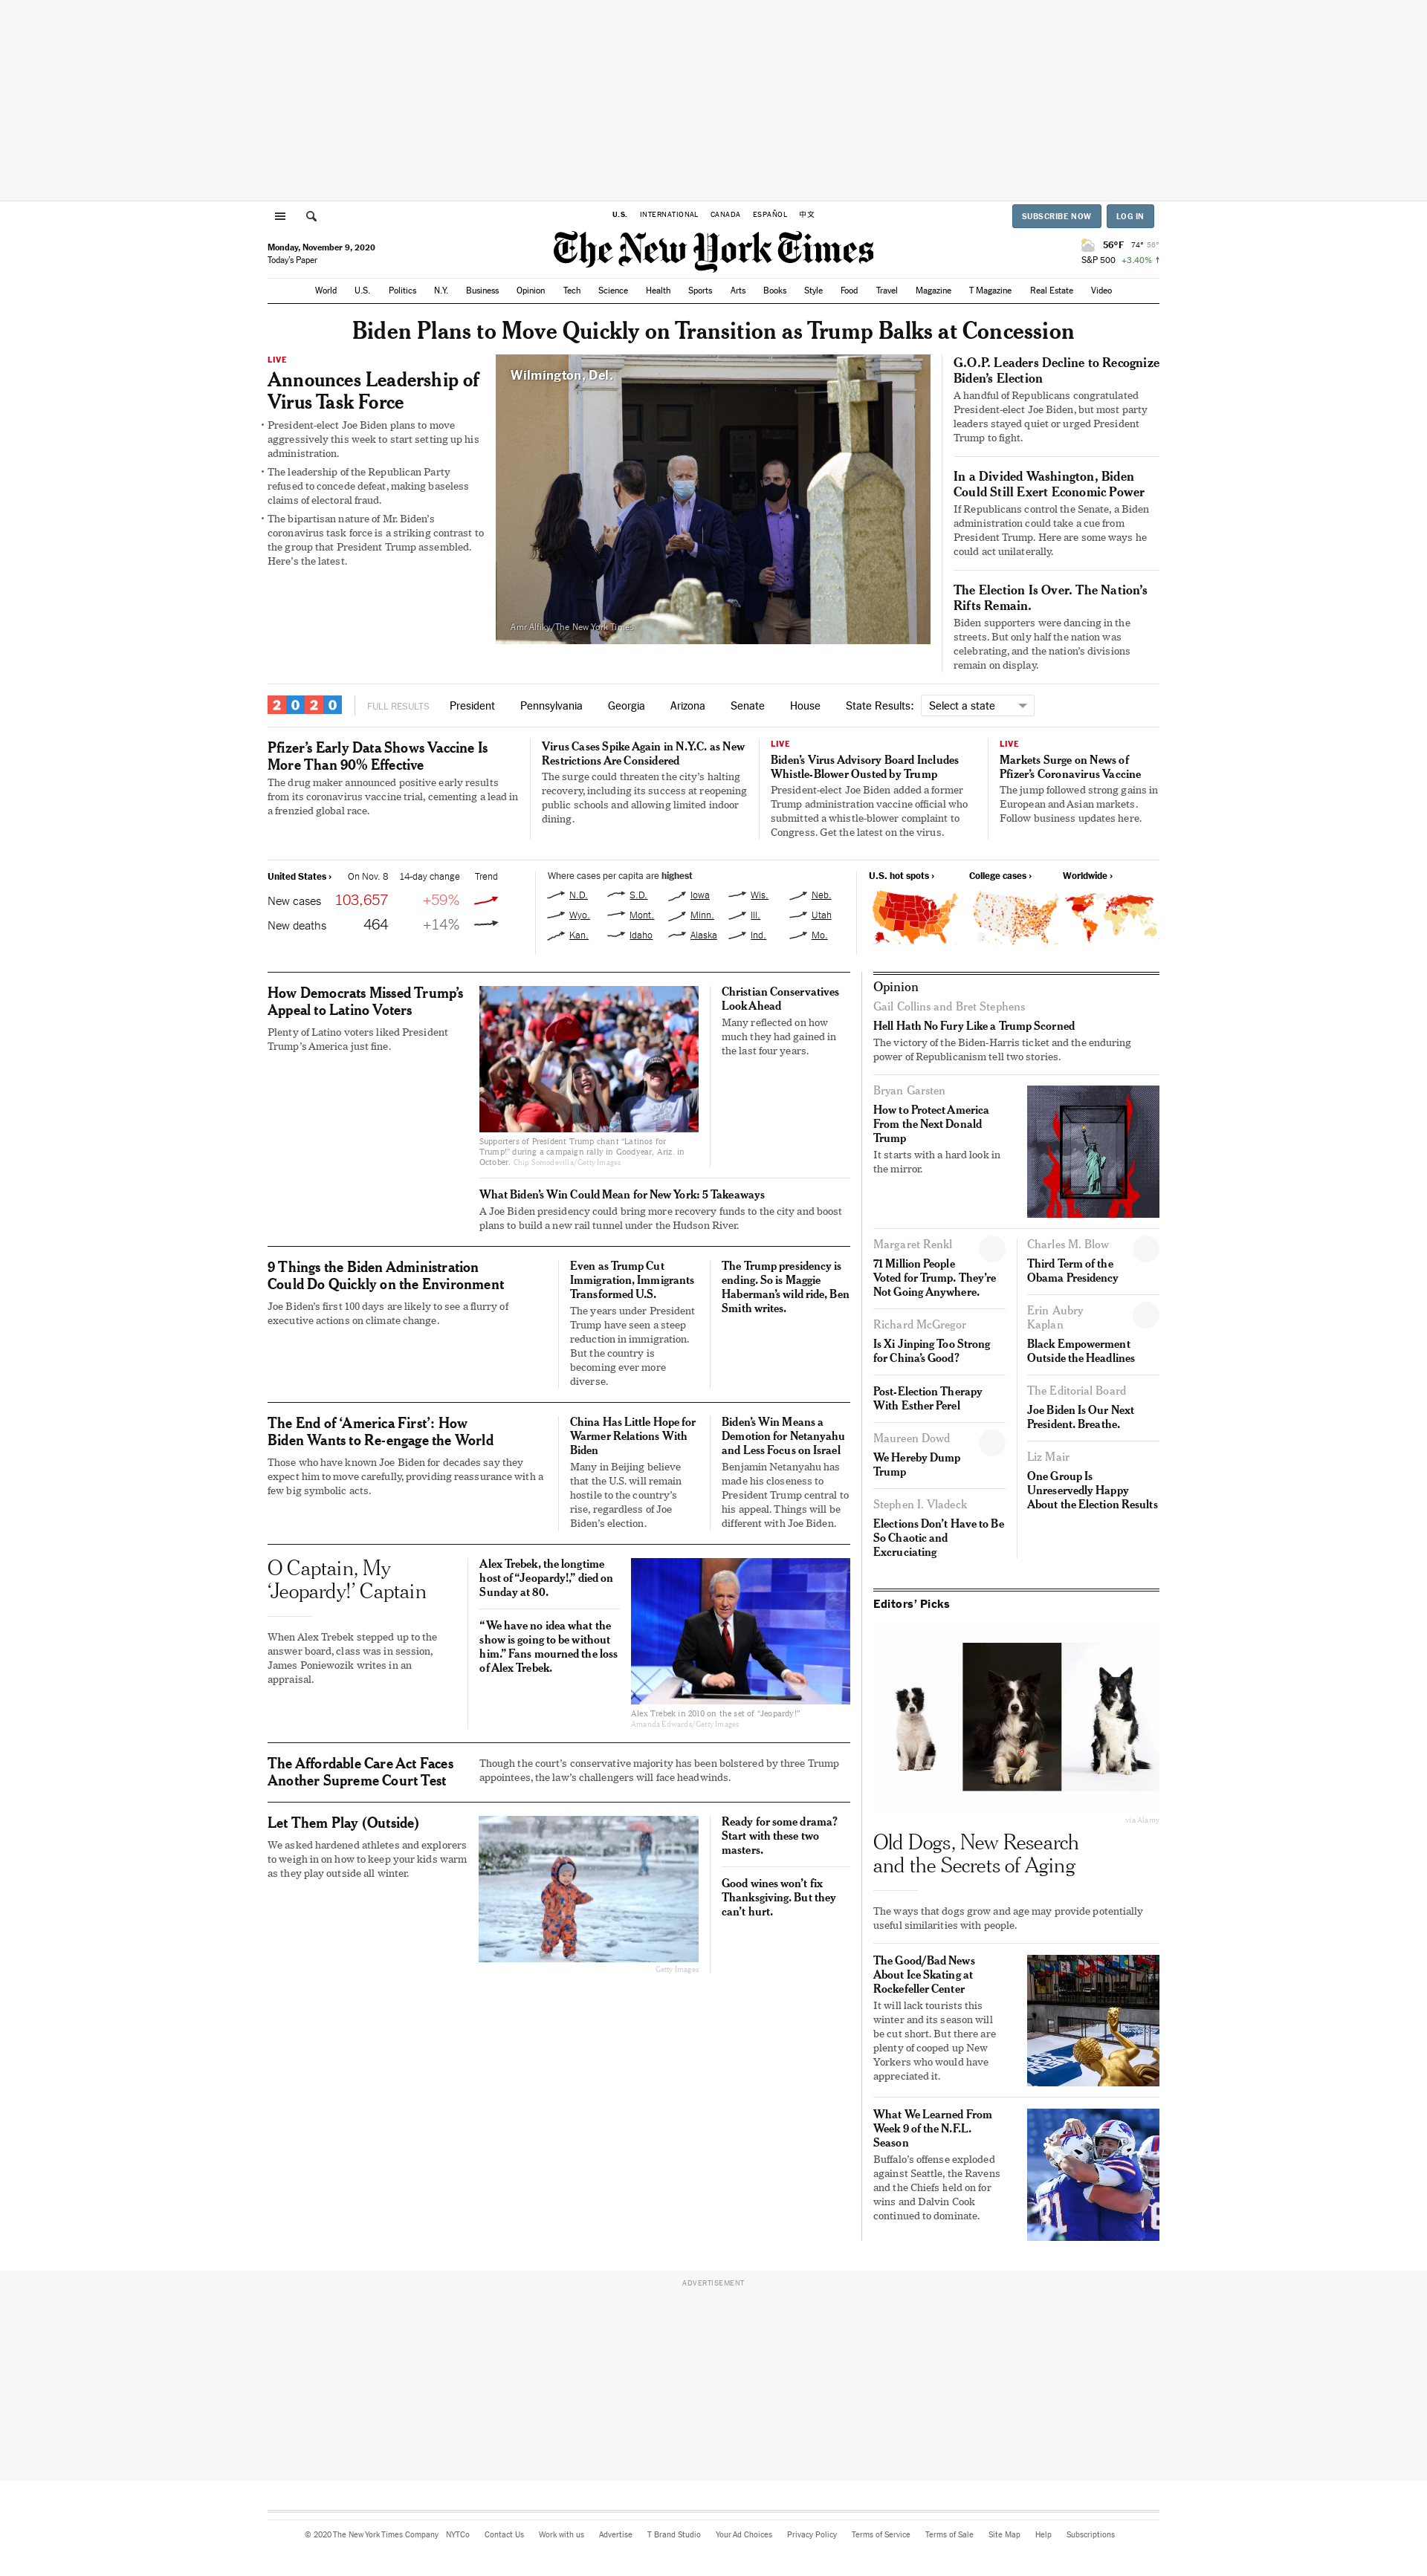 U.S. INTERNATIONAL CANADA ESPAÑOL 中文
SUBSCRIBE NOW LOG IN
Monday, November 9, 2020
Today's Paper
The New York Times
56°F 74° 56°
S&P 500 +3.40% ↑
World U.S. Politics N.Y. Business Opinion Tech Science Health Sports Arts Books Style Food Travel Magazine T Magazine Real Estate Video
Biden Plans to Move Quickly on Transition as Trump Balks at Concession
LIVE
Announces Leadership of
Virus Task Force
• President-elect Joe Biden plans to move
aggressively this week to start setting up his
administration.
• The leadership of the Republican Party
refused to concede defeat, making baseless
claims of electoral fraud.
• The bipartisan nature of Mr. Biden's
coronavirus task force is a striking contrast to
the group that President Trump assembled.
Here's the latest.
Wilmington, Del.
Amr Alfiky/The New York Times
G.O.P. Leaders Decline to Recognize
Biden's Election
A handful of Republicans congratulated
President-elect Joe Biden, but most party
leaders stayed quiet or urged President
Trump to fight.
In a Divided Washington, Biden
Could Still Exert Economic Power
If Republicans control the Senate, a Biden
administration could take a cue from
President Trump. Here are some ways he
could act unilaterally.
The Election Is Over. The Nation's
Rifts Remain.
Biden supporters were dancing in the
streets. But only half the nation was
celebrating, and the nation's divisions
remain on display.
2020 FULL RESULTS President Pennsylvania Georgia Arizona Senate House State Results: Select a state
Pfizer's Early Data Shows Vaccine Is
More Than 90% Effective
The drug maker announced positive early results
from its coronavirus vaccine trial, cementing a lead in
a frenzied global race.
Virus Cases Spike Again in N.Y.C. as New
Restrictions Are Considered
The surge could threaten the city's halting
recovery, including its success at reopening
public schools and allowing limited indoor
dining.
LIVE
Biden's Virus Advisory Board Includes
Whistle-Blower Ousted by Trump
President-elect Joe Biden added a former
Trump administration vaccine official who
submitted a whistle-blower complaint to
Congress. Get the latest on the virus.
LIVE
Markets Surge on News of
Pfizer's Coronavirus Vaccine
The jump followed strong gains in
European and Asian markets.
Follow business updates here.
United States › On Nov. 8 14-day change Trend
New cases 103,657 +59%
New deaths 464 +14%
Where cases per capita are highest
N.D. S.D. Iowa Wis. Neb.
Wyo. Mont. Minn. Ill. Utah
Kan. Idaho Alaska Ind. Mo.
U.S. hot spots › College cases › Worldwide ›
How Democrats Missed Trump's
Appeal to Latino Voters
Plenty of Latino voters liked President
Trump's America just fine.
Supporters of President Trump chant "Latinos for
Trump!" during a campaign rally in Goodyear, Ariz. in
October. Chip Somodevilla/Getty Images
Christian Conservatives
Look Ahead
Many reflected on how
much they had gained in
the last four years.
What Biden's Win Could Mean for New York: 5 Takeaways
A Joe Biden presidency could bring more recovery funds to the city and boost
plans to build a new rail tunnel under the Hudson River.
9 Things the Biden Administration
Could Do Quickly on the Environment
Joe Biden's first 100 days are likely to see a flurry of
executive actions on climate change.
Even as Trump Cut
Immigration, Immigrants
Transformed U.S.
The years under President
Trump have seen a steep
reduction in immigration.
But the country is
becoming ever more
diverse.
The Trump presidency is
ending. So is Maggie
Haberman's wild ride, Ben
Smith writes.
The End of 'America First': How
Biden Wants to Re-engage the World
Those who have known Joe Biden for decades say they
expect him to move carefully, providing reassurance with a
few big symbolic acts.
China Has Little Hope for
Warmer Relations With
Biden
Many in Beijing believe
that the U.S. will remain
hostile to the country's
rise, regardless of Joe
Biden's election.
Biden's Win Means a
Demotion for Netanyahu
and Less Focus on Israel
Benjamin Netanyahu has
made his closeness to
President Trump central to
his appeal. Things will be
different with Joe Biden.
O Captain, My
'Jeopardy!' Captain
When Alex Trebek stepped up to the
answer board, class was in session,
James Poniewozik writes in an
appraisal.
Alex Trebek, the longtime
host of "Jeopardy!," died on
Sunday at 80.
"We have no idea what the
show is going to be without
him." Fans mourned the loss
of Alex Trebek.
Alex Trebek in 2010 on the set of "Jeopardy!"
Amanda Edwards/Getty Images
The Affordable Care Act Faces
Another Supreme Court Test
Though the court's conservative majority has been bolstered by three Trump
appointees, the law's challengers will face headwinds.
Let Them Play (Outside)
We asked hardened athletes and explorers
to weigh in on how to keep your kids warm
as they play outside all winter.
Getty Images
Ready for some drama?
Start with these two
masters.
Good wines won't fix
Thanksgiving. But they
can't hurt.
Opinion
Gail Collins and Bret Stephens
Hell Hath No Fury Like a Trump Scorned
The victory of the Biden-Harris ticket and the enduring
power of Republicanism tell two stories.
Bryan Garsten
How to Protect America
From the Next Donald
Trump
It starts with a hard look in
the mirror.
Margaret Renkl
71 Million People
Voted for Trump. They're
Not Going Anywhere.
Richard McGregor
Is Xi Jinping Too Strong
for China's Good?
Post-Election Therapy
With Esther Perel
Maureen Dowd
We Hereby Dump
Trump
Stephen I. Vladeck
Elections Don't Have to Be
So Chaotic and
Excruciating
Charles M. Blow
Third Term of the
Obama Presidency
Erin Aubry
Kaplan
Black Empowerment
Outside the Headlines
The Editorial Board
Joe Biden Is Our Next
President. Breathe.
Liz Mair
One Group Is
Unreservedly Happy
About the Election Results
Editors' Picks
via Alamy
Old Dogs, New Research
and the Secrets of Aging
The ways that dogs grow and age may provide potentially
useful similarities with people.
The Good/Bad News
About Ice Skating at
Rockefeller Center
It will lack tourists this
winter and its season will
be cut short. But there are
plenty of cooped up New
Yorkers who would have
appreciated it.
What We Learned From
Week 9 of the N.F.L.
Season
Buffalo's offense exploded
against Seattle, the Ravens
and the Chiefs held on for
wins and Dalvin Cook
continued to dominate.
ADVERTISEMENT
© 2020 The New York Times Company NYTCo Contact Us Work with us Advertise T Brand Studio Your Ad Choices Privacy Policy Terms of Service Terms of Sale Site Map Help Subscriptions